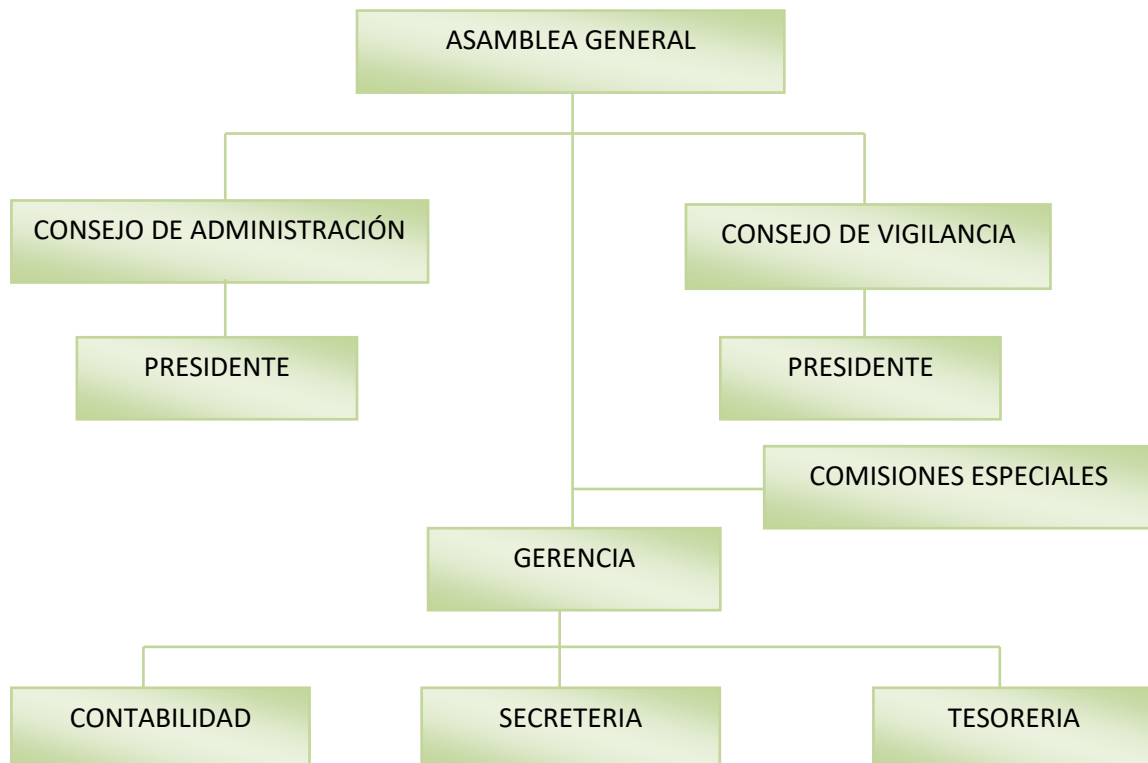 ASAMBLEA GENERAL
CONSEJO DE ADMINISTRACIÓN
CONSEJO DE VIGILANCIA
PRESIDENTE
PRESIDENTE
COMISIONES ESPECIALES
GERENCIA
CONTABILIDAD
SECRETERIA
TESORERIA